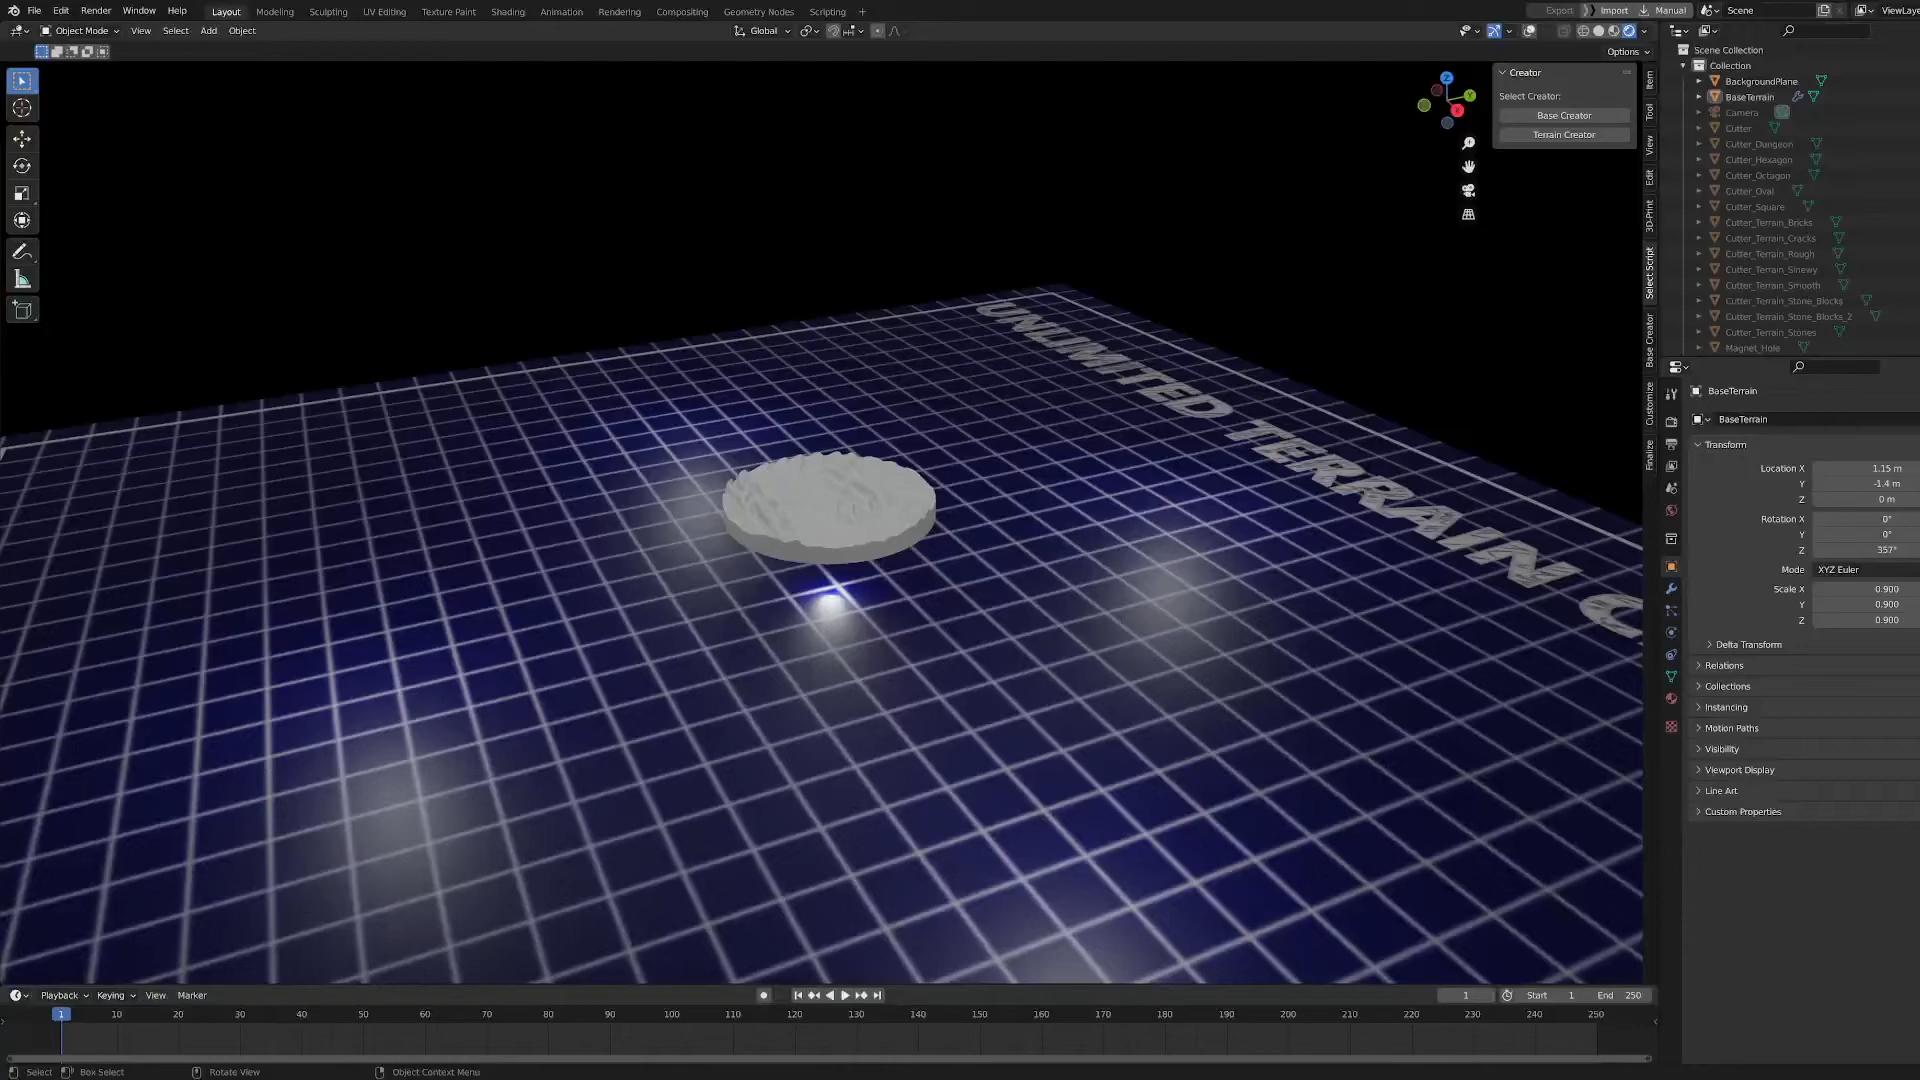 File Edit Render Window Help Layout Modeling Sculpting UV Editing Texture Paint Shading Animation Rendering Compositing Geometry Nodes Scripting + Export Import Manual Scene ViewLaye
Object Mode View Select Add Object Global
Options
Creator
Select Creator:
Base Creator
Terrain Creator
Z
Y
X
Item
Tool
View
Edit
3D-Print
Select Script
Base Creator
Customize
Finalize
UNLIMITED TERRAIN C
Scene Collection
Collection
BackgroundPlane
BaseTerrain
Camera
Cutter
Cutter_Dungeon
Cutter_Hexagon
Cutter_Octagon
Cutter_Oval
Cutter_Square
Cutter_Terrain_Bricks
Cutter_Terrain_Cracks
Cutter_Terrain_Rough
Cutter_Terrain_Sinewy
Cutter_Terrain_Smooth
Cutter_Terrain_Stone_Blocks
Cutter_Terrain_Stone_Blocks_2
Cutter_Terrain_Stones
Magnet_Hole
BaseTerrain
BaseTerrain
Transform
Location X 1.15 m
Y -1.4 m
Z 0 m
Rotation X 0°
Y 0°
Z 357°
Mode XYZ Euler
Scale X 0.900
Y 0.900
Z 0.900
Delta Transform
Relations
Collections
Instancing
Motion Paths
Visibility
Viewport Display
Line Art
Custom Properties
Playback Keying View Marker 1 Start 1 End 250
1 10 20 30 40 50 60 70 80 90 100 110 120 130 140 150 160 170 180 190 200 210 220 230 240 250
Select Box Select Rotate View Object Context Menu